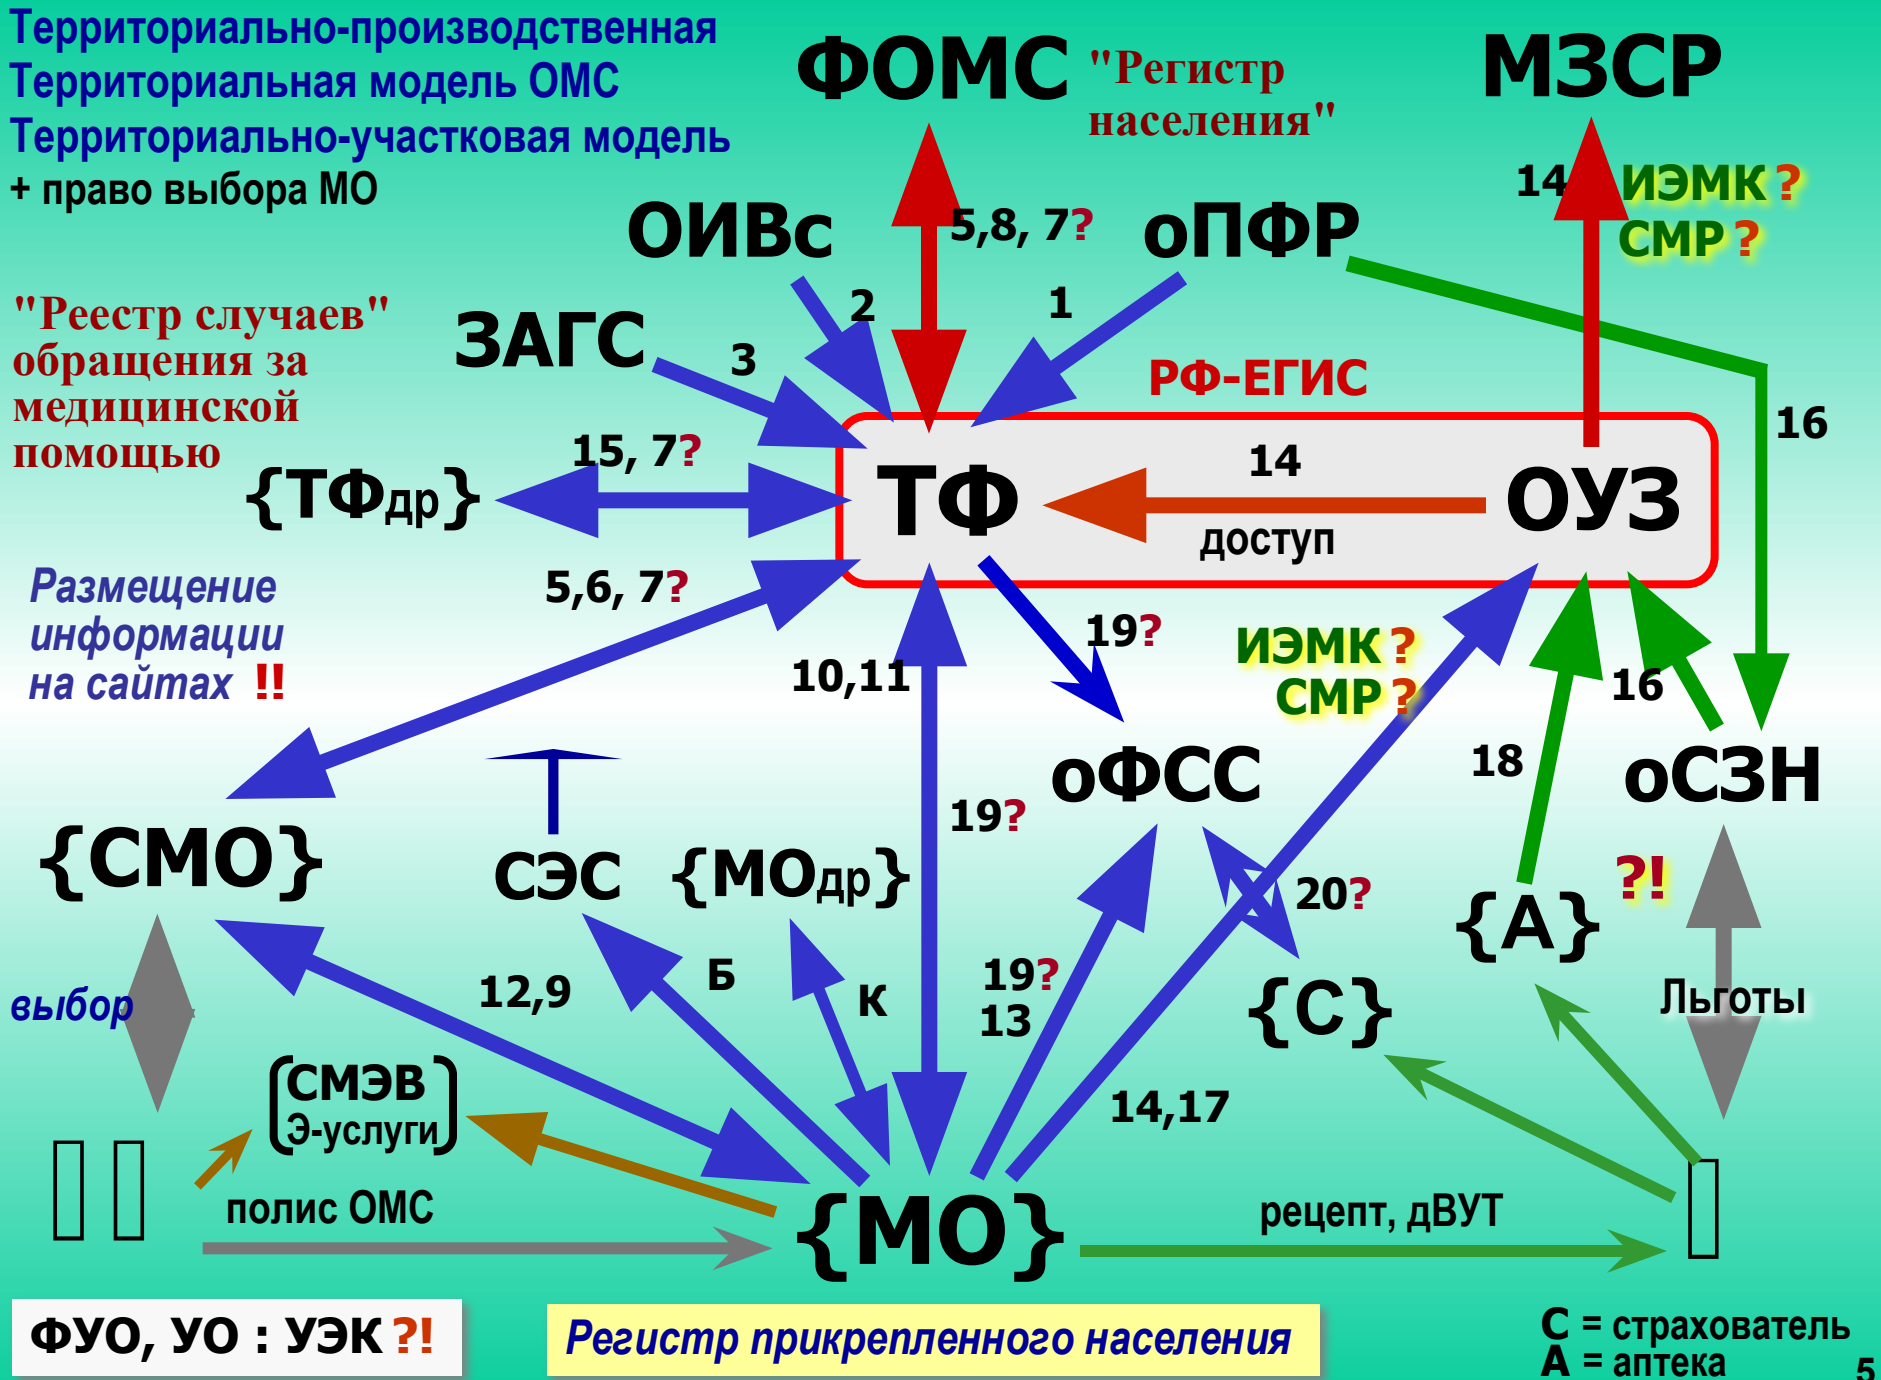 Территориально-производственная
Территориальная модель ОМС
Территориально-участковая модель
+ право выбора МО
ФОМС
"Регистр
населения"
МЗСР
14
ИЭМК ?
СМР ?
ОИВс
5,8, 7?
оПФР
"Реестр случаев"
обращения за
медицинской
помощью
ЗАГС
2
1
3
РФ-ЕГИС
16
15, 7?
{ТФдр}
ТФ
14
доступ
ОУЗ
Размещение
информации
на сайтах !!
5,6, 7?
10,11
19?
ИЭМК ?
СМР ?
16
18
оФСС
оСЗН
19?
{СМО}
СЭС
{МОдр}
20?
?!
{А}
выбор
12,9
Б
К
19?
13
{С}
Льготы
СМЭВ
Э-услуги
14,17
полис ОМС
{МО}
рецепт, дВУТ
ФУО, УО : УЭК ?!
Регистр прикрепленного населения
С = страхователь
А = аптека
5